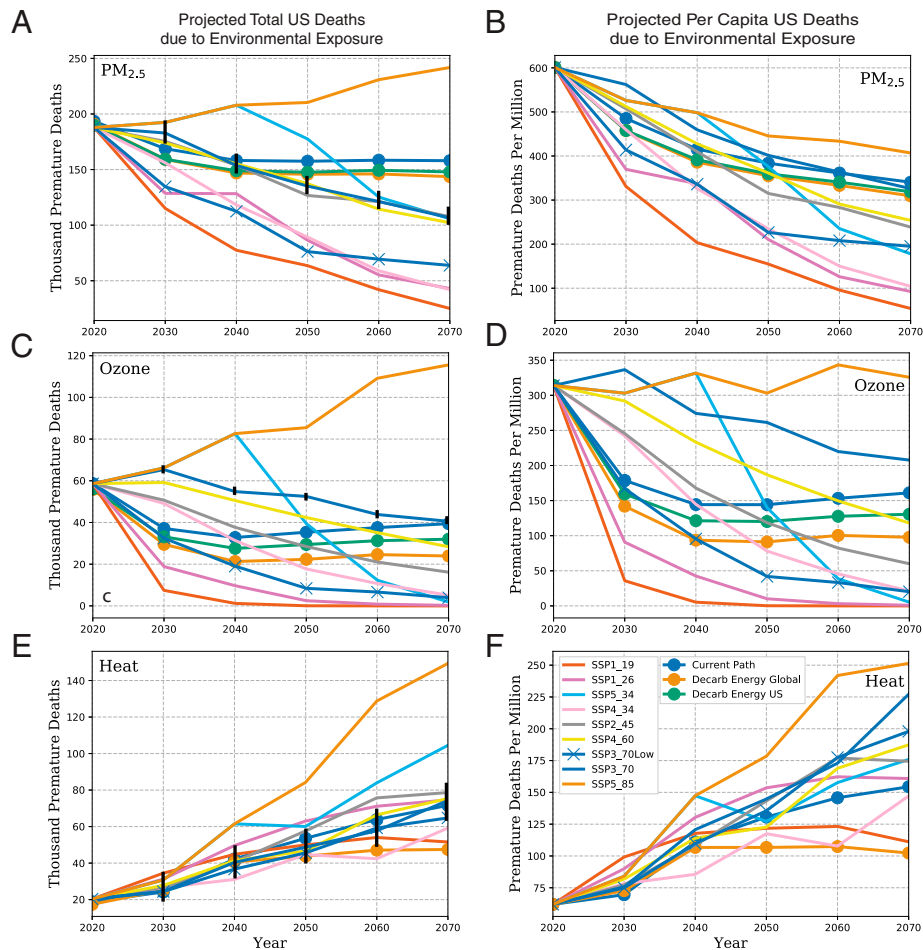 A
Projected Total US Deaths
due to Environmental Exposure
B
Projected Per Capita US Deaths
due to Environmental Exposure
PM2.5
Thousand Premature Deaths
250
200
150
100
50
2020 2030 2040 2050 2060 2070
PM2.5
Premature Deaths Per Million
600
500
400
300
200
100
2020 2030 2040 2050 2060 2070
C
Ozone
Thousand Premature Deaths
120
100
80
60
40
20
0
c
2020 2030 2040 2050 2060 2070
D
Ozone
Premature Deaths Per Million
350
300
250
200
150
100
50
0
2020 2030 2040 2050 2060 2070
E
Heat
Thousand Premature Deaths
140
120
100
80
60
40
20
2020 2030 2040 2050 2060 2070
Year
F
Heat
Premature Deaths Per Million
250
225
200
175
150
125
100
75
SSP1_19
SSP1_26
SSP5_34
SSP4_34
SSP2_45
SSP4_60
SSP3_70Low
SSP3_70
SSP5_85
Current Path
Decarb Energy Global
Decarb Energy US
2020 2030 2040 2050 2060 2070
Year